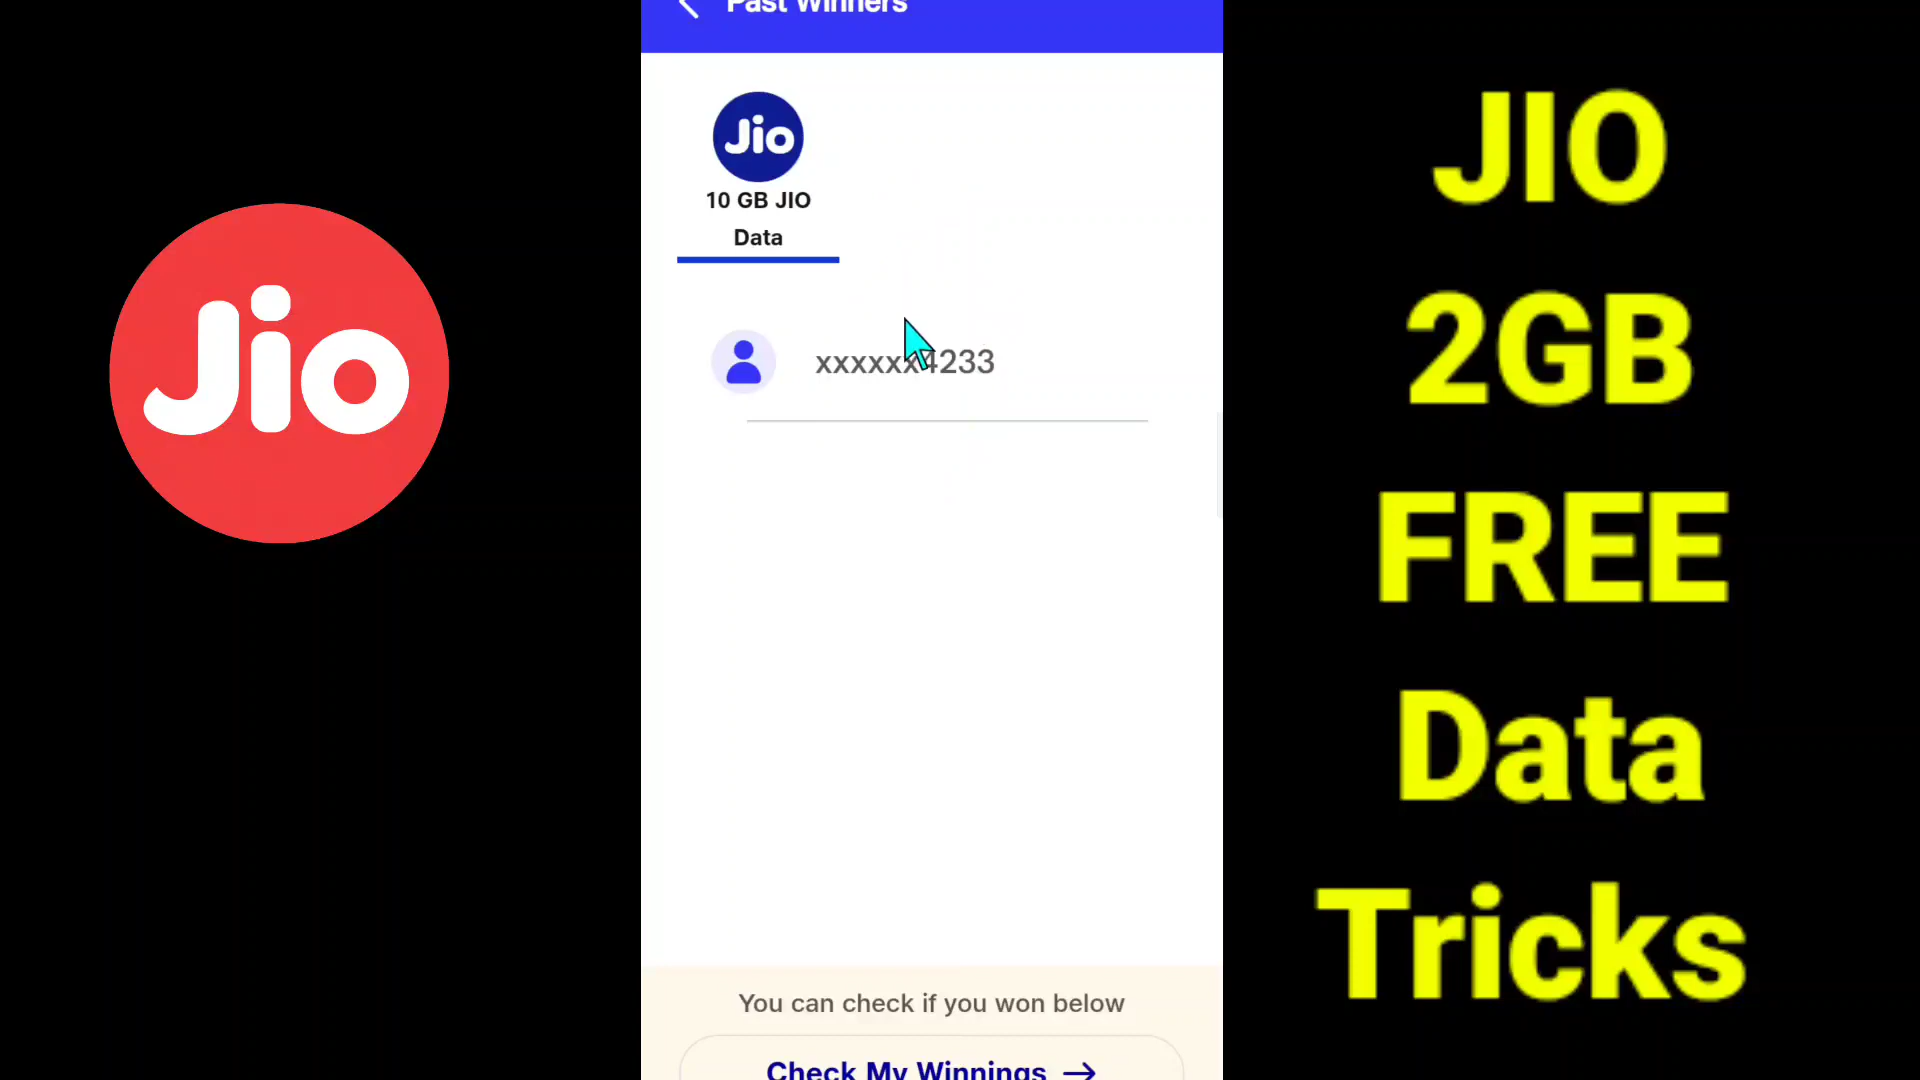 Past Winners
Jio
10 GB JIO
Data
xxxxxx4233
You can check if you won below
Check My Winnings →
Jio
JIO
2GB
FREE
Data
Tricks